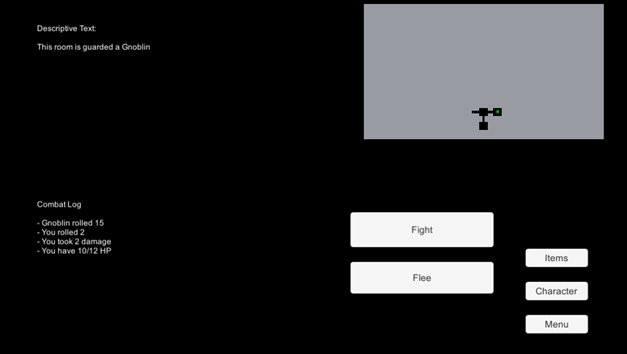 Descriptive Text:
This room is guarded a Gnoblin
Combat Log
- Gnoblin rolled 15
- You rolled 2
- You took 2 damage
- You have 10/12 HP
Fight
Flee
Items
Character
Menu